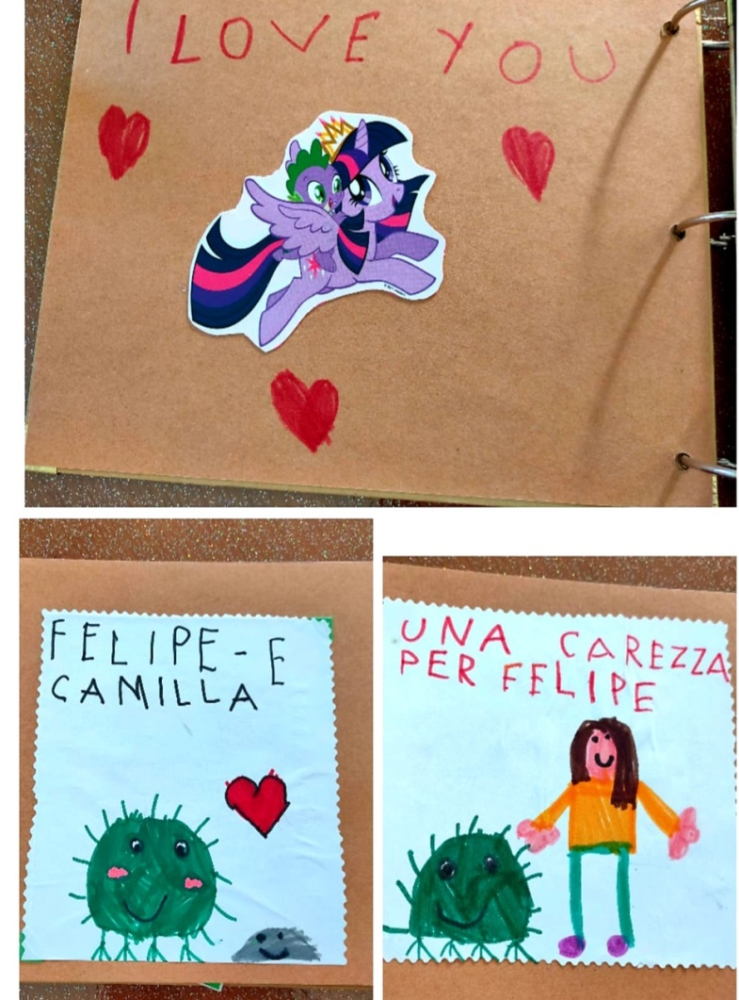 I LOVE YOU
FELIPE - E
CAMILLA
UNA CAREZZA
PER FELIPE